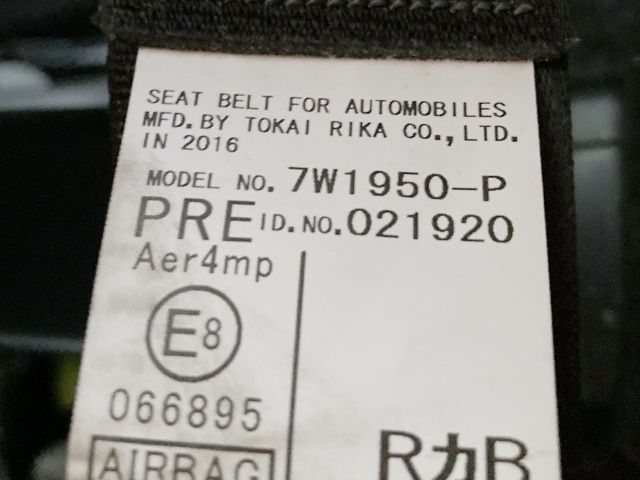 SEAT BELT FOR AUTOMOBILES
MFD. BY TOKAI RIKA CO., LTD.
IN 2016
MODEL NO. 7W1950-P
PRE ID. NO. 021920
Aer4mp
E8
066895
AIRBAG
RカB